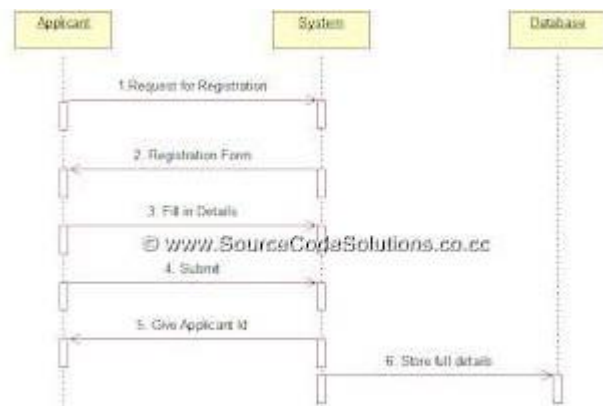 Applicant
System
Database
1.Request for Registration
2. Registration Form
3. Fill in Details
© www.SourceCodeSolutions.co.cc
4. Submit
5. Give Applicant Id
6. Store full details